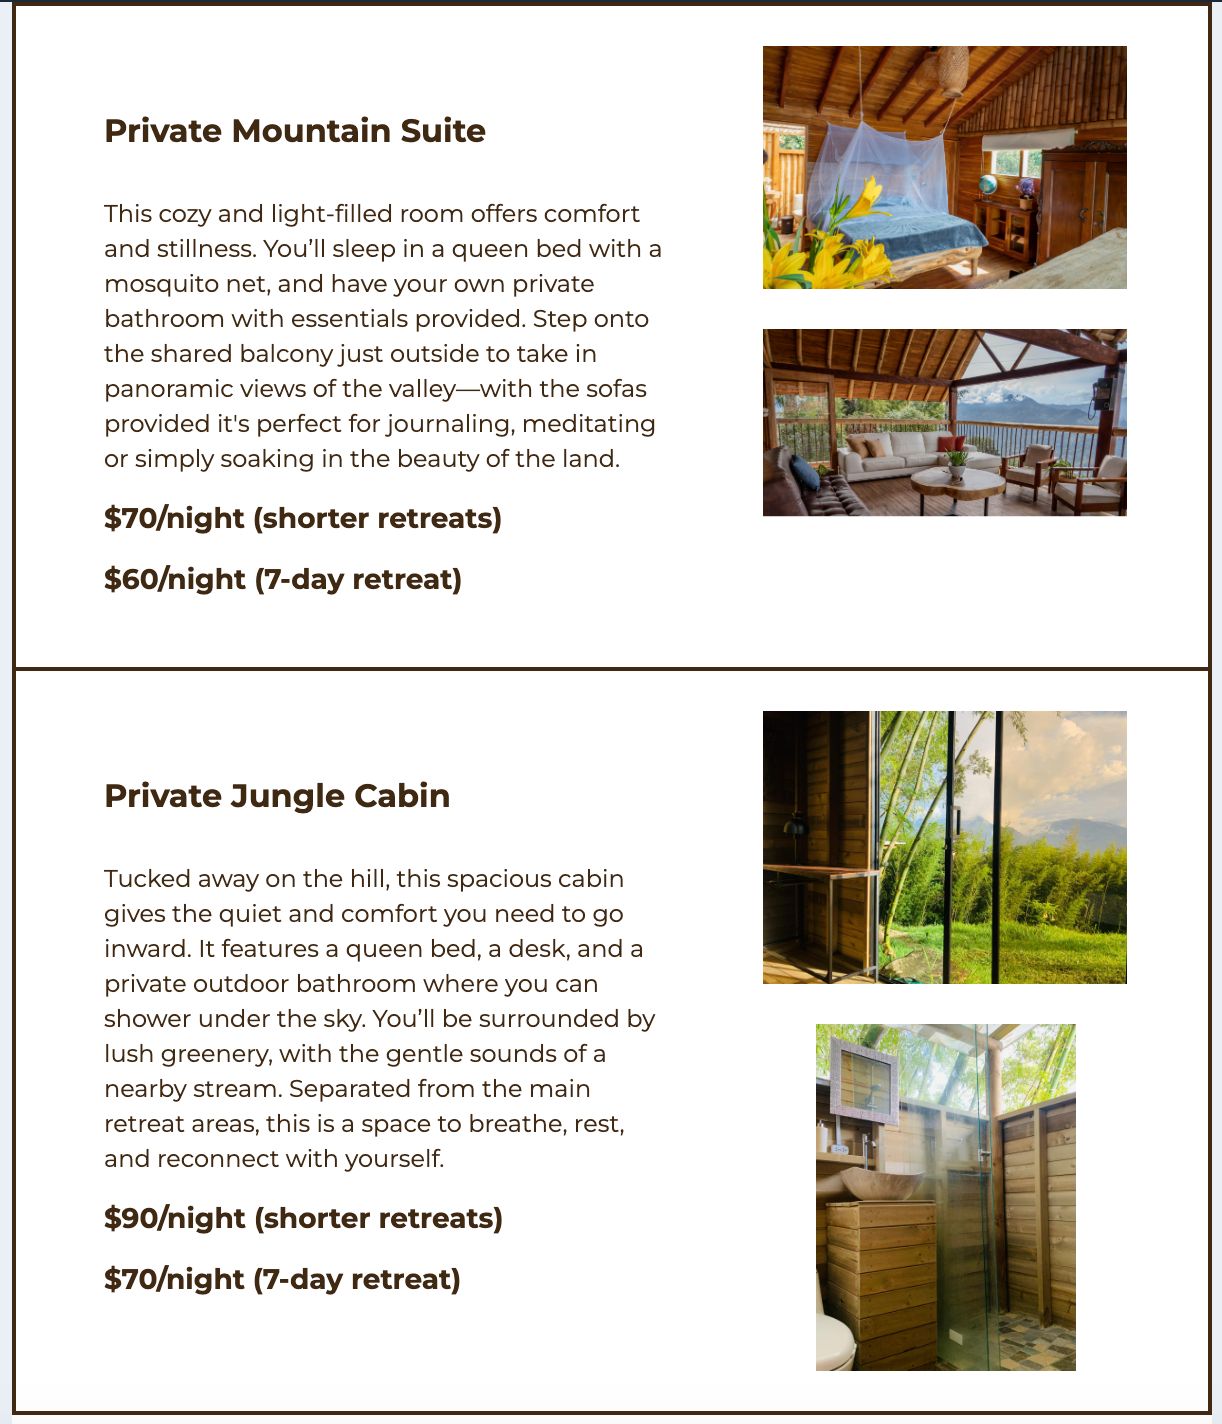 Private Mountain Suite
This cozy and light-filled room offers comfort
and stillness. You’ll sleep in a queen bed with a
mosquito net, and have your own private
bathroom with essentials provided. Step onto
the shared balcony just outside to take in
panoramic views of the valley—with the sofas
provided it's perfect for journaling, meditating
or simply soaking in the beauty of the land.
$70/night (shorter retreats)
$60/night (7-day retreat)
Private Jungle Cabin
Tucked away on the hill, this spacious cabin
gives the quiet and comfort you need to go
inward. It features a queen bed, a desk, and a
private outdoor bathroom where you can
shower under the sky. You’ll be surrounded by
lush greenery, with the gentle sounds of a
nearby stream. Separated from the main
retreat areas, this is a space to breathe, rest,
and reconnect with yourself.
$90/night (shorter retreats)
$70/night (7-day retreat)